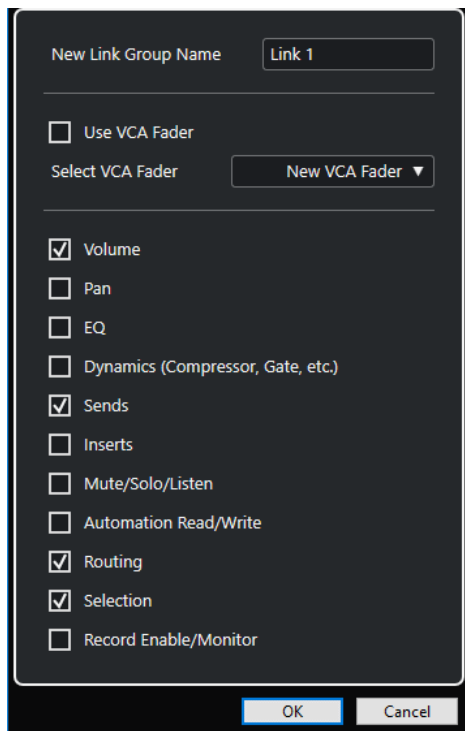 New Link Group Name Link 1
Use VCA Fader
Select VCA Fader New VCA Fader
Volume
Pan
EQ
Dynamics (Compressor, Gate, etc.)
Sends
Inserts
Mute/Solo/Listen
Automation Read/Write
Routing
Selection
Record Enable/Monitor
OK Cancel